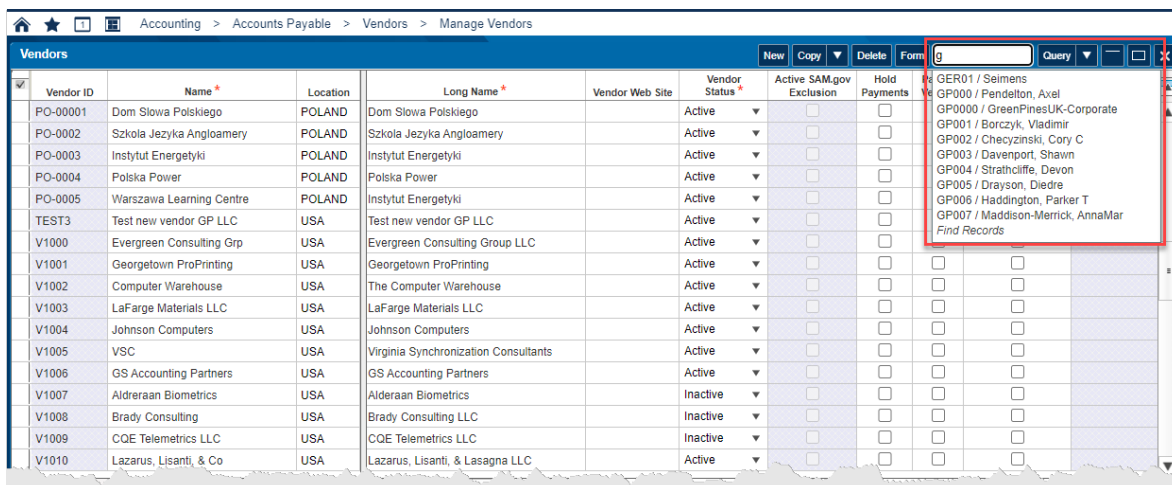 1 Accounting > Accounts Payable > Vendors > Manage Vendors
Vendors New Copy ▼ Delete Form g Query ▼
Vendor ID Name * Location Long Name * Vendor Web Site Vendor Status * Active SAM.gov Exclusion Hold Payments
PO-00001 Dom Slowa Polskiego POLAND Dom Slowa Polskiego Active
PO-0002 Szkola Jezyka Angloamery POLAND Szkola Jezyka Angloamery Active
PO-0003 Instytut Energetyki POLAND Instytut Energetyki Active
PO-0004 Polska Power POLAND Polska Power Active
PO-0005 Warszawa Learning Centre POLAND Instytut Energetyki Active
TEST3 Test new vendor GP LLC USA Test new vendor GP LLC Active
V1000 Evergreen Consulting Grp USA Evergreen Consulting Group LLC Active
V1001 Georgetown ProPrinting USA Georgetown ProPrinting Active
V1002 Computer Warehouse USA The Computer Warehouse Active
V1003 LaFarge Materials LLC USA LaFarge Materials LLC Active
V1004 Johnson Computers USA Johnson Computers Active
V1005 VSC USA Virginia Synchronization Consultants Active
V1006 GS Accounting Partners USA GS Accounting Partners Active
V1007 Aldreraan Biometrics USA Alderaan Biometrics Inactive
V1008 Brady Consulting USA Brady Consulting LLC Inactive
V1009 CQE Telemetrics LLC USA CQE Telemetrics LLC Inactive
V1010 Lazarus, Lisanti, & Co USA Lazarus, Lisanti, & Lasagna LLC Active
GER01 / Seimens
GP000 / Pendelton, Axel
GP0000 / GreenPinesUK-Corporate
GP001 / Borczyk, Vladimir
GP002 / Checyzinski, Cory C
GP003 / Davenport, Shawn
GP004 / Strathcliffe, Devon
GP005 / Drayson, Diedre
GP006 / Haddington, Parker T
GP007 / Maddison-Merrick, AnnaMar
Find Records